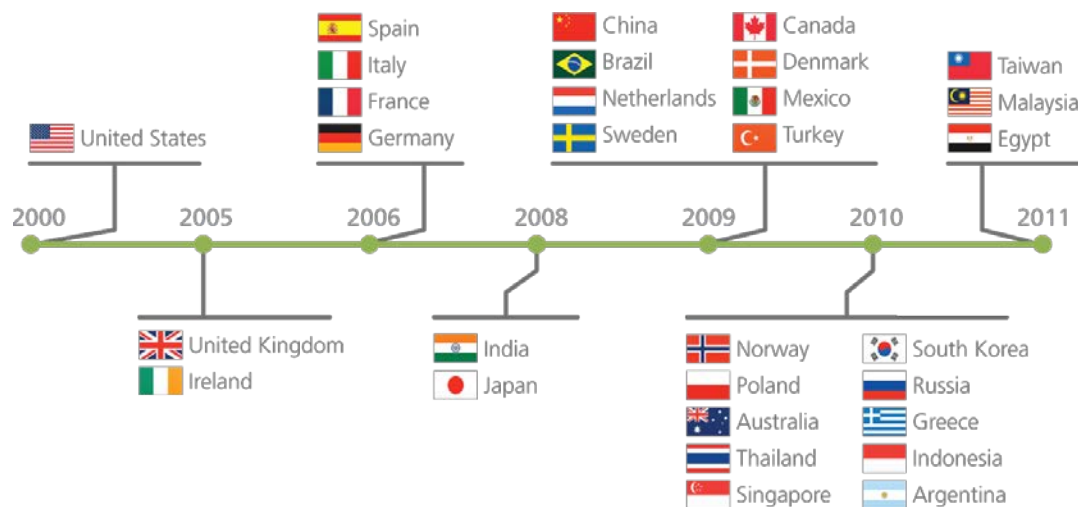 Spain
Italy
France
Germany
China
Brazil
Netherlands
Sweden
Canada
Denmark
Mexico
Turkey
Taiwan
Malaysia
Egypt
United States
2000
2005
2006
2008
2009
2010
2011
United Kingdom
Ireland
India
Japan
Norway
Poland
Australia
Thailand
Singapore
South Korea
Russia
Greece
Indonesia
Argentina